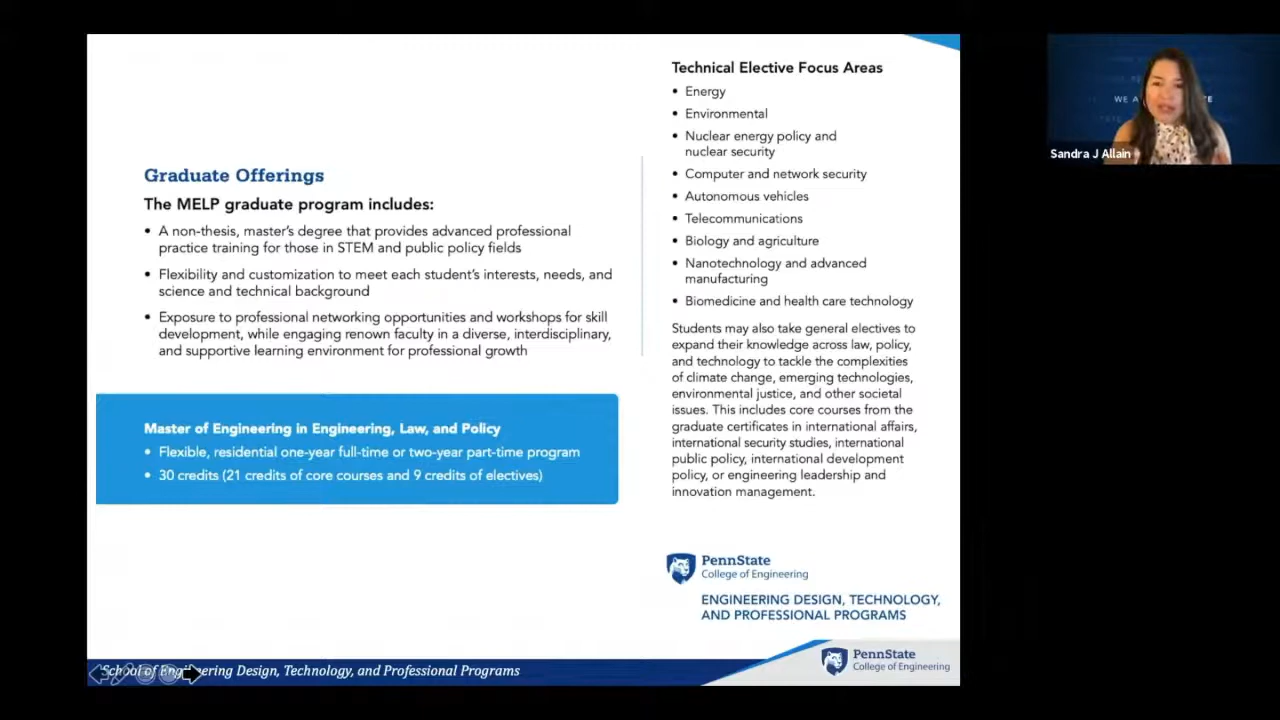 Graduate Offerings
The MELP graduate program includes:
• A non-thesis, master's degree that provides advanced professional
practice training for those in STEM and public policy fields
• Flexibility and customization to meet each student's interests, needs, and
science and technical background
• Exposure to professional networking opportunities and workshops for skill
development, while engaging renown faculty in a diverse, interdisciplinary,
and supportive learning environment for professional growth
Master of Engineering in Engineering, Law, and Policy
• Flexible, residential one-year full-time or two-year part-time program
• 30 credits (21 credits of core courses and 9 credits of electives)
Technical Elective Focus Areas
• Energy
• Environmental
• Nuclear energy policy and
nuclear security
• Computer and network security
• Autonomous vehicles
• Telecommunications
• Biology and agriculture
• Nanotechnology and advanced
manufacturing
• Biomedicine and health care technology
Students may also take general electives to
expand their knowledge across law, policy,
and technology to tackle the complexities
of climate change, emerging technologies,
environmental justice, and other societal
issues. This includes core courses from the
graduate certificates in international affairs,
international security studies, international
public policy, international development
policy, or engineering leadership and
innovation management.
PennState
College of Engineering
ENGINEERING DESIGN, TECHNOLOGY,
AND PROFESSIONAL PROGRAMS
School of Engineering Design, Technology, and Professional Programs
PennState
College of Engineering
WE A
TE
Sandra J Allain